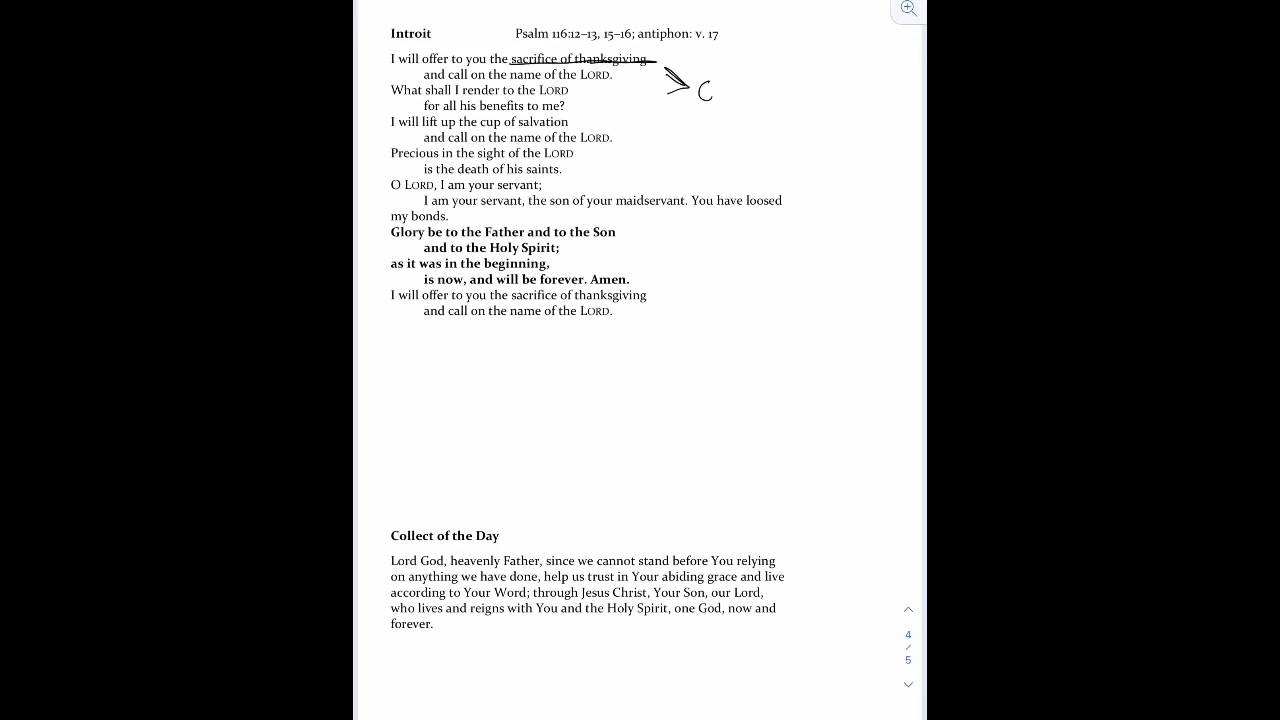 Introit Psalm 116:12–13, 15–16; antiphon: v. 17
I will offer to you the sacrifice of thanksgiving
and call on the name of the LORD.
What shall I render to the LORD
for all his benefits to me?
I will lift up the cup of salvation
and call on the name of the LORD.
Precious in the sight of the LORD
is the death of his saints.
O LORD, I am your servant;
I am your servant, the son of your maidservant. You have loosed
my bonds.
Glory be to the Father and to the Son
and to the Holy Spirit;
as it was in the beginning,
is now, and will be forever. Amen.
I will offer to you the sacrifice of thanksgiving
and call on the name of the LORD.
C
Collect of the Day
Lord God, heavenly Father, since we cannot stand before You relying
on anything we have done, help us trust in Your abiding grace and live
according to Your Word; through Jesus Christ, Your Son, our Lord,
who lives and reigns with You and the Holy Spirit, one God, now and
forever.
4
/
5